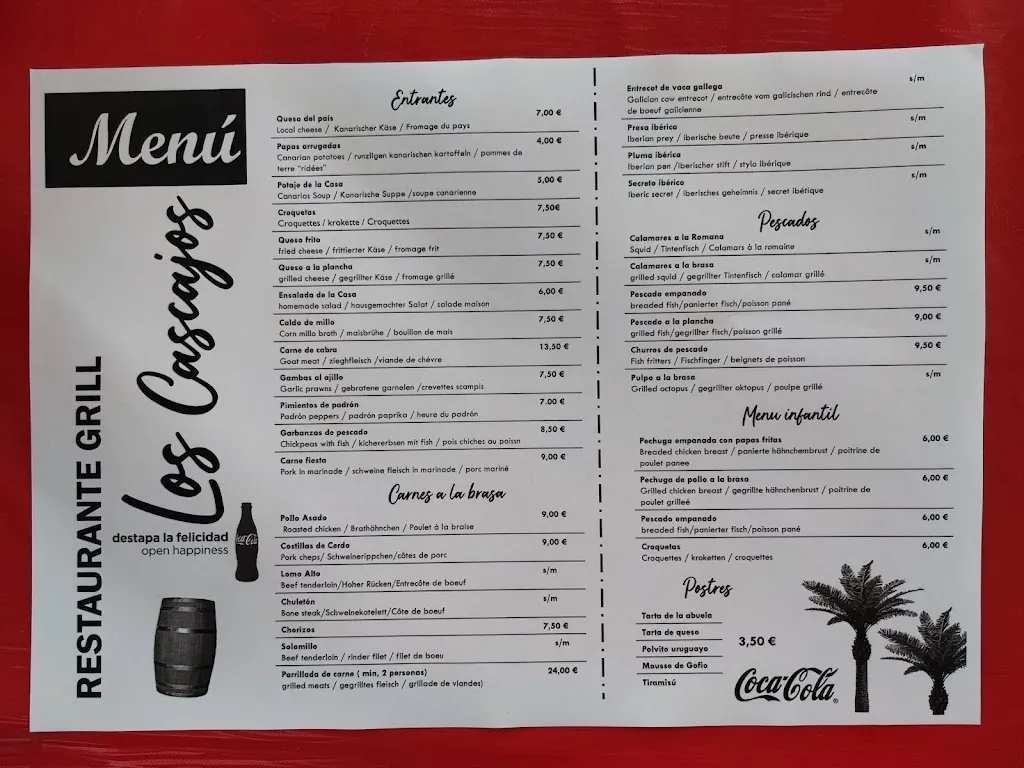 Menú
RESTAURANTE GRILL
Los Cascajos
destapa la felicidad
open happiness
Coca-Cola
Entrantes
Queso del pais 7,00 €
Local cheese / Kanarischer Käse / Fromage du pays
Papas arrugadas 4,00 €
Canarian potatoes / runzligen kanarischen kartoffeln / pommes de
terre "ridées"
Potaje de la Casa 5,00 €
Canarias Soup / Kanarische Suppe /soupe canarienne
Croquetas 7,50€
Croquettes / krokette / Croquettes
Queso frito 7,50 €
fried cheese / frittierter Käse / fromage frit
Queso a la plancha 7,50 €
grilled cheese / gegrillter Käse / fromage grillé
Ensalada de la Casa 6,00 €
homemade salad / hausgemachter Salat / salade maison
Caldo de millo 7,50 €
Corn millo broth / maisbrühe / bouillon de mais
Carne de cabra 13,50 €
Goat meat / zieghfleisch /viande de chèvre
Gambas al ajillo 7,50 €
Garlic prawns / gebratene garnelen /crevettes scampis
Pimientos de padrón 7.00 €
Padrón peppers / padrón paprika / heure du padrón
Garbanzas de pescado 8,50 €
Chickpeas with fish / kichererbsen mit fish / pois chiches au poissn
Carne fiesta 9,00 €
Pork in marinade / schweine fleisch in marinade / porc mariné
Carnes a la brasa
Pollo Asado 9,00 €
Roasted chicken / Brathähnchen / Poulet à la braise
Costillas de Cerdo 9,00 €
Pork cheps/ Schweinerippchen/côtes de porc
Lomo Alto s/m
Beef tenderloin/Hoher Rücken/Entrecôte de boeuf
Chuletón s/m
Bone steak/Schweinekotelett/Côte de boeuf
Chorizos 7,50 €
Solomillo s/m
Beef tenderloin / rinder filet / filet de boeu
Parrillada de carne ( min, 2 personas) 24,00 €
grilled meats / gegrilltes fleisch / grillade de viandes)
Entrecot de vaca gallega s/m
Galician cow entrecot / entrecôte vom galicischen rind / entrecôte
de boeuf galicienne
Presa ibérica s/m
Iberian prey / iberische beute / presse ibérique
Pluma ibérica s/m
Iberian pen /Iberischer stift / stylo ibérique
Secreto ibérico s/m
Iberic secret / iberisches geheimnis / secret ibétique
Pescados
Calamares a la Romana s/m
Squid / Tintenfisch / Calamars à la romaine
Calamares a la brasa s/m
grilled squid / gegrillter Tintenfisch / calamar grillé
Pescado empanado 9,50 €
breaded fish/panierter fisch/poisson pané
Pescado a la plancha 9,00 €
grilled fish/gegrillter fisch/poisson grillé
Churros de pescado 9,50 €
Fish fritters / Fischfinger / beignets de poisson
Pulpo a la brasa s/m
Grilled octopus / gegrillter oktopus / poulpe grillé
Menu infantil
Pechuga empanada con papas fritas 6,00 €
Breaded chicken breast / panierte hähnchembrust / poitrine de
poulet panee
Pechuga de pollo a la brasa 6,00 €
Grilled chicken breast / gegrillte hähnchenbrust / poitrine de
poulet grilleé
Pescado empanado 6,00 €
breaded fish/panierter fisch/poisson pané
Croquetas 6,00 €
Croquettes / kroketten / croquettes
Postres
Tarta de la abuela
Tarta de queso
Polvito uruguayo
Mousse de Gofio
Tiramisú
3,50 €
Coca-Cola